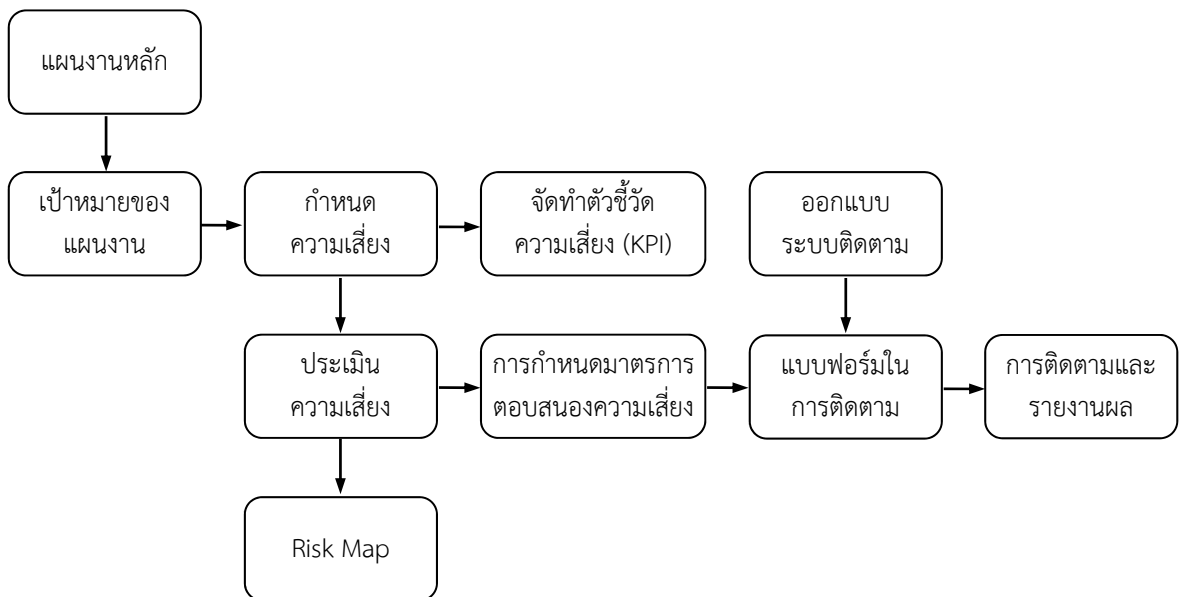 แผนงานหลัก
เป้าหมายของ
แผนงาน
กำหนด
ความเสี่ยง
จัดทำตัวชี้วัด
ความเสี่ยง (KPI)
ออกแบบ
ระบบติดตาม
ประเมิน
ความเสี่ยง
การกำหนดมาตรการ
ตอบสนองความเสี่ยง
แบบฟอร์มใน
การติดตาม
การติดตามและ
รายงานผล
Risk Map